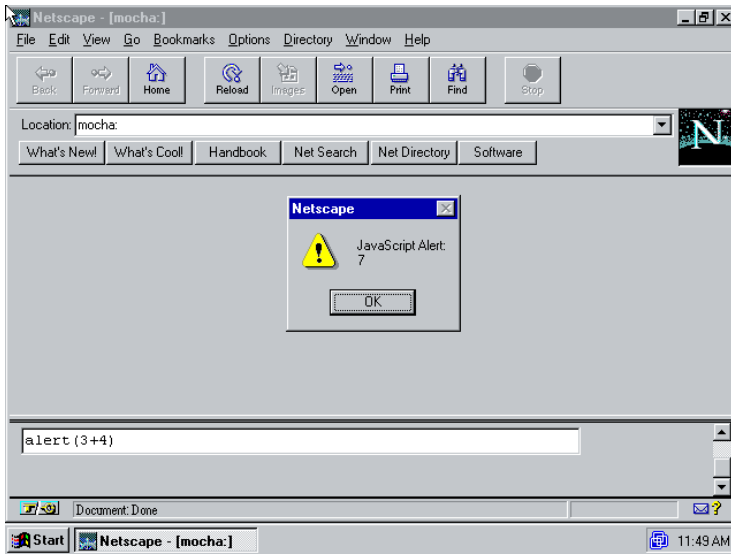 Netscape - [mocha:]
File Edit View Go Bookmarks Options Directory Window Help
Back Forward Home Reload Images Open Print Find Stop
Location: mocha:
N
What's New! What's Cool! Handbook Net Search Net Directory Software
Netscape
JavaScript Alert:
7
OK
alert(3+4)
Document: Done
Start Netscape - [mocha:] 11:49 AM